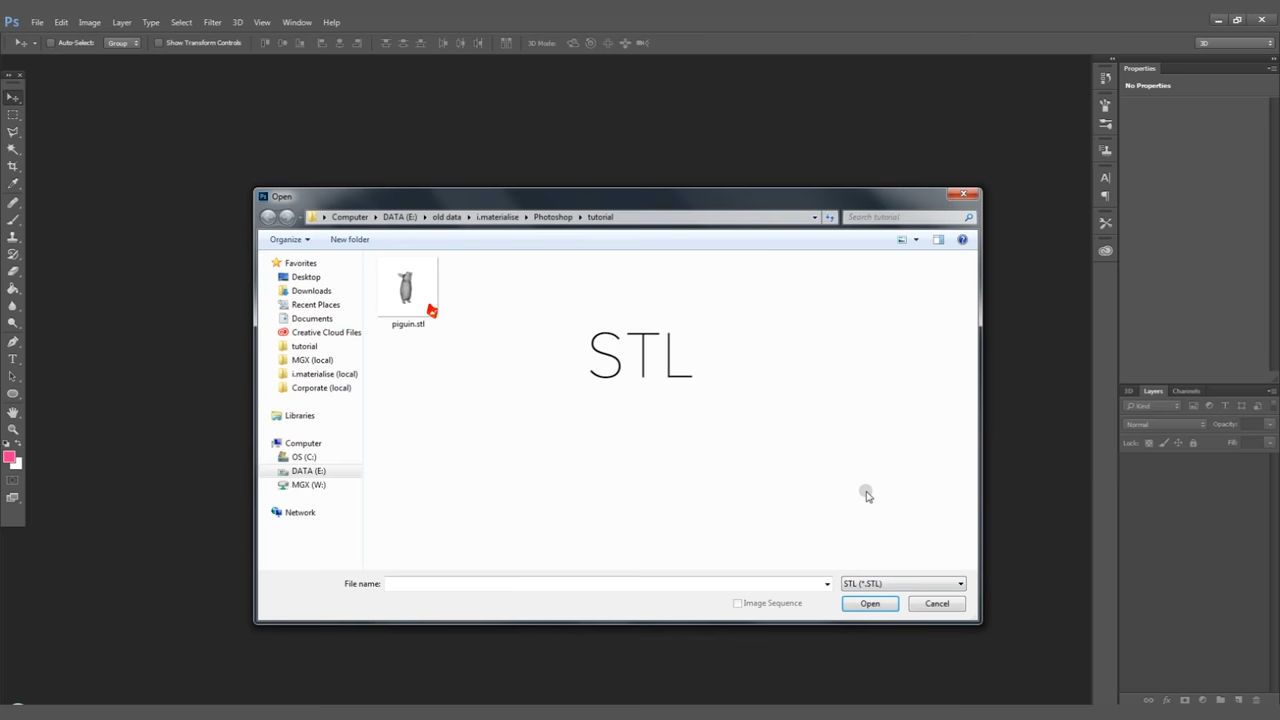 Ps File Edit Image Layer Type Select Filter 3D View Window Help
Auto-Select: Group Show Transform Controls 3D Mode: 3D
Properties
No Properties
Ps Open
Computer DATA (E:) old data i.materialise Photoshop tutorial Search tutorial
Organize New folder
Favorites
Desktop
Downloads
Recent Places
Documents
Creative Cloud Files
tutorial
MGX (local)
i.materialise (local)
Corporate (local)
Libraries
Computer
OS (C:)
DATA (E:)
MGX (W:)
Network
piguin.stl
STL
File name: STL (*.STL)
Image Sequence Open Cancel
3D Layers Channels
Kind
Normal Opacity:
Lock: Fill: